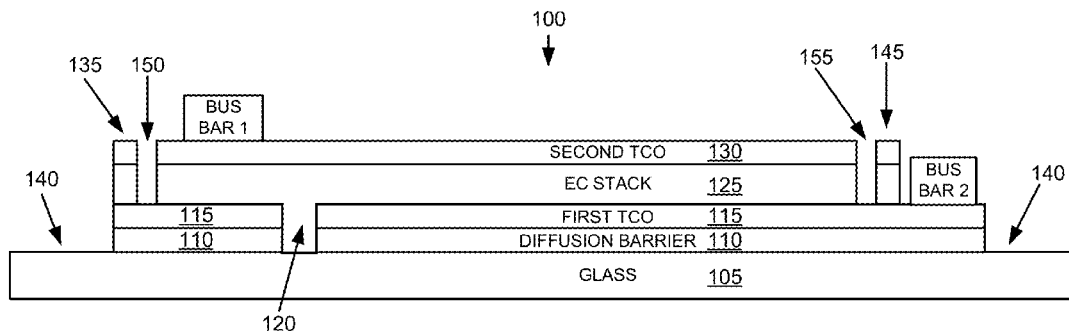 100
135
150
155
145
BUS
BAR 1
SECOND TCO 130
140
EC STACK 125
BUS
BAR 2
140
115
FIRST TCO 115
110
DIFFUSION BARRIER 110
GLASS 105
120